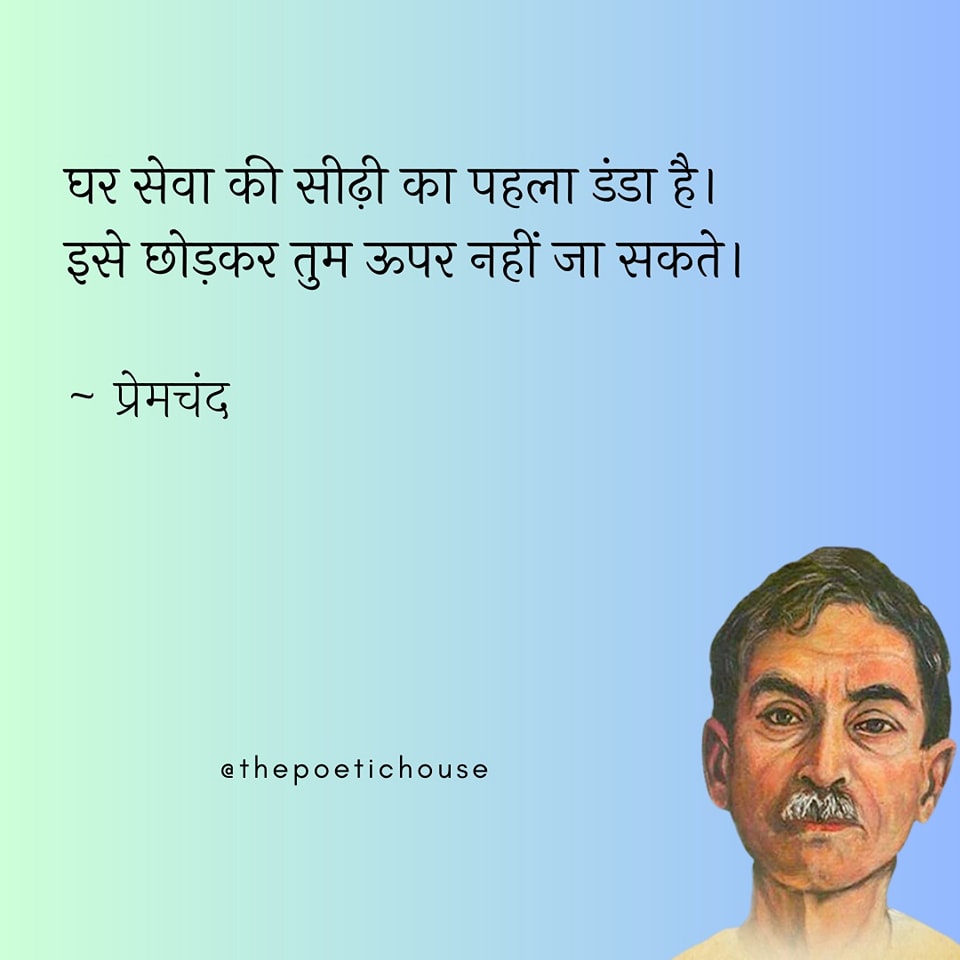 घर सेवा की सीढ़ी का पहला डंडा है।
इसे छोड़कर तुम ऊपर नहीं जा सकते।
~ प्रेमचंद
@thepoetichouse